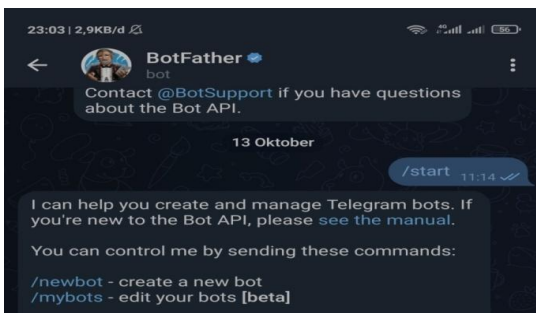 23:03 | 2,9KB/d
4G
56
BotFather
bot
Contact @BotSupport if you have questions
about the Bot API.
13 Oktober
/start 11:14
I can help you create and manage Telegram bots. If
you're new to the Bot API, please see the manual.
You can control me by sending these commands:
/newbot - create a new bot
/mybots - edit your bots [beta]